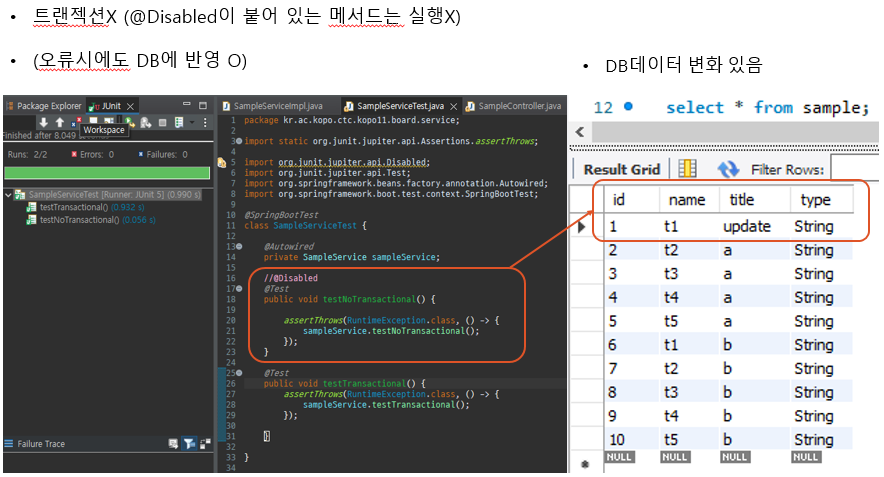 • 트랜젝션X (@Disabled이 붙어 있는 메서드는 실행X)
• (오류시에도 DB에 반영 O)
• DB데이터 변화 있음
Package Explorer JUnit
Workspace
Finished after 8.049 seconds
Runs: 2/2 Errors: 0 Failures: 0
SampleServiceTest [Runner: JUnit 5] (0.990 s)
testTransactional() (0.932 s)
testNoTransactional() (0.056 s)
Failure Trace
SampleServiceImpl.java SampleServiceTest.java SampleController.java
1 package kr.ac.kopo.ctc.kopo11.board.service;
2
3 import static org.junit.jupiter.api.Assertions.assertThrows;
4
5 import org.junit.jupiter.api.Disabled;
6 import org.junit.jupiter.api.Test;
7 import org.springframework.beans.factory.annotation.Autowired;
8 import org.springframework.boot.test.context.SpringBootTest;
9
10 @SpringBootTest
11 class SampleServiceTest {
12
13 @Autowired
14 private SampleService sampleService;
15
16 //@Disabled
17 @Test
18 public void testNoTransactional() {
19
20 assertThrows(RuntimeException.class, () -> {
21 sampleService.testNoTransactional();
22 });
23 }
24
25 @Test
26 public void testTransactional() {
27 assertThrows(RuntimeException.class, () -> {
28 sampleService.testTransactional();
29 });
30
31 }
32
33 }
34
12 select * from sample;
Result Grid Filter Rows:
id name title type
1 t1 update String
2 t2 a String
3 t3 a String
4 t4 a String
5 t5 a String
6 t1 b String
7 t2 b String
8 t3 b String
9 t4 b String
10 t5 b String
NULL NULL NULL NULL